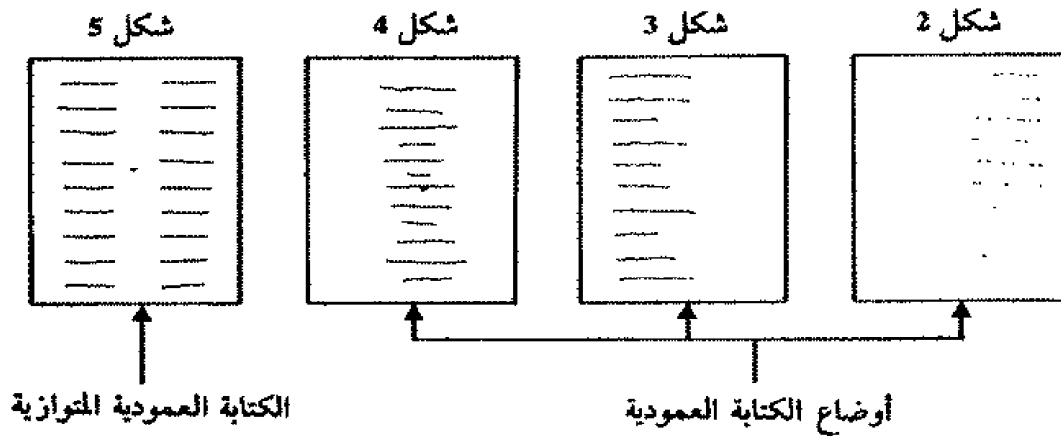 شكل 2 شكل 3 شكل 4 شكل 5
أوضاع الكتابة العمودية الكتابة العمودية المتوازية